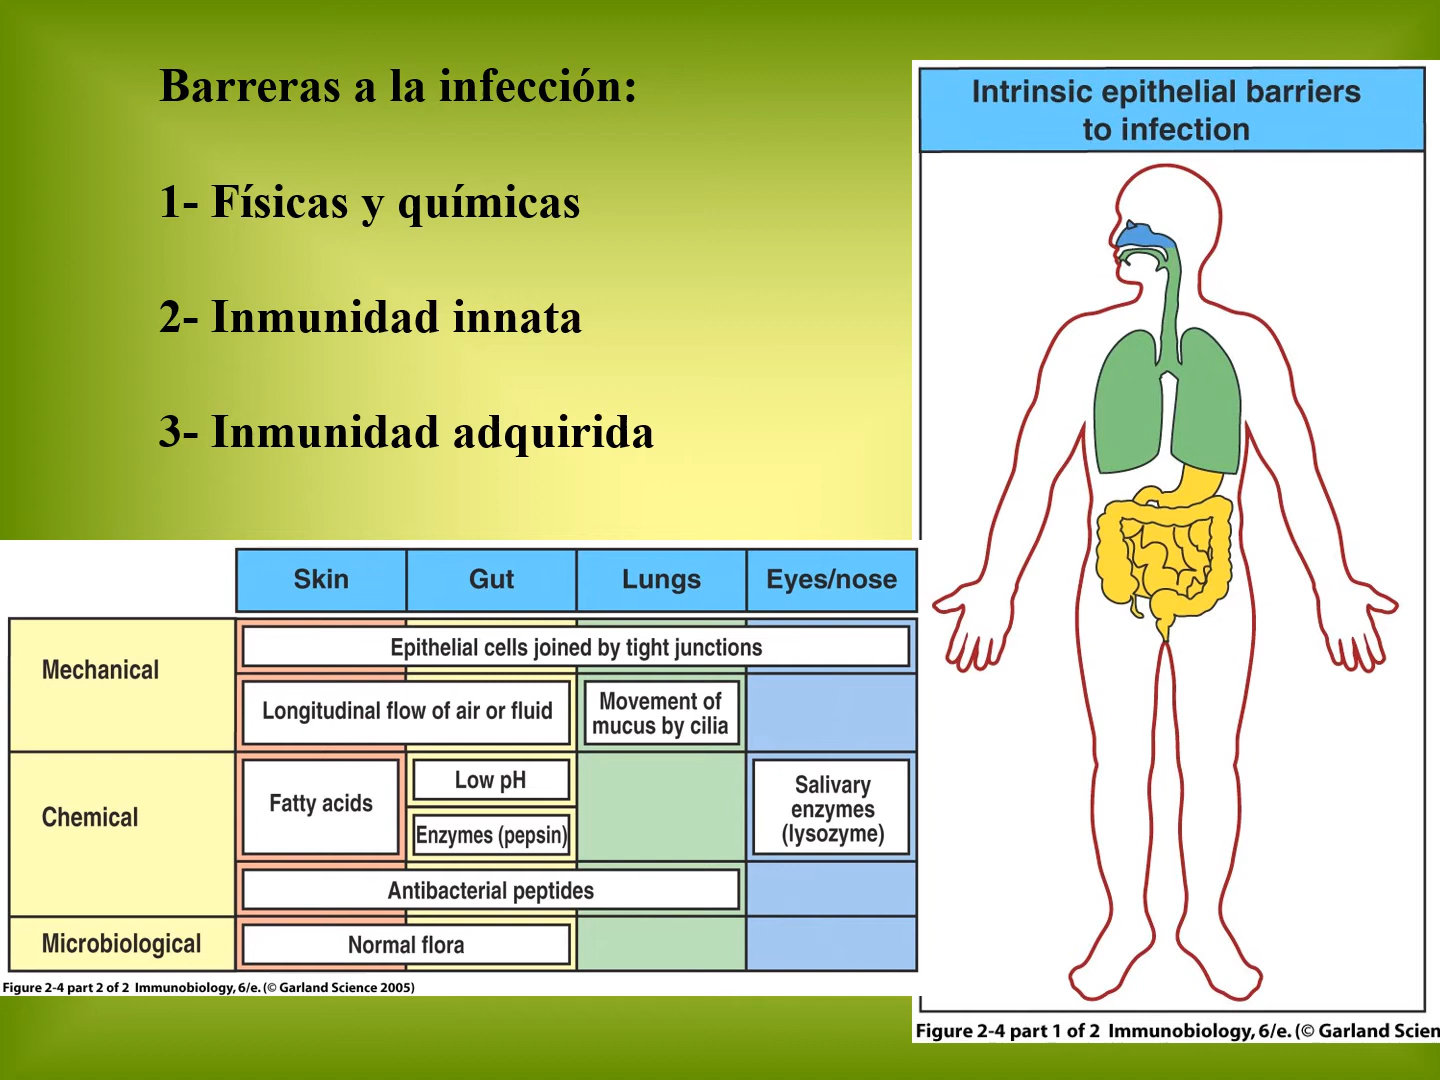 Barreras a la infección:
1- Físicas y químicas
2- Inmunidad innata
3- Inmunidad adquirida
Intrinsic epithelial barriers
to infection
Skin Gut Lungs Eyes/nose
Mechanical
Epithelial cells joined by tight junctions
Longitudinal flow of air or fluid
Movement of
mucus by cilia
Chemical
Fatty acids
Low pH
Enzymes (pepsin)
Salivary
enzymes
(lysozyme)
Antibacterial peptides
Microbiological
Normal flora
Figure 2-4 part 2 of 2 Immunobiology, 6/e. (© Garland Science 2005)
Figure 2-4 part 1 of 2 Immunobiology, 6/e. (© Garland Scien